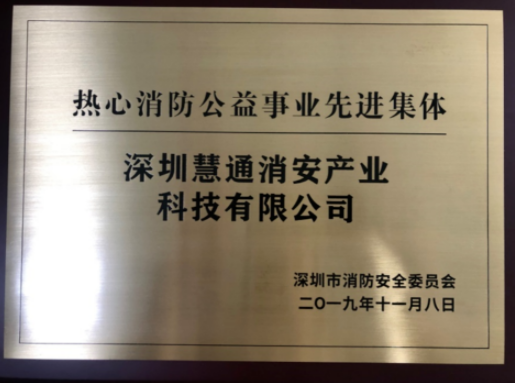 热心消防公益事业先进集体
深圳慧通消安产业
科技有限公司
深圳市消防安全委员会
二〇一九年十一月八日